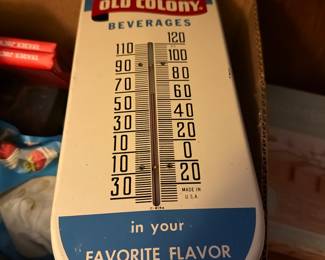 OLD COLONY
BEVERAGES
120
110 100
90 80
70 60
50 40
30 20
10 0
10 20
30
MADE IN
U.S.A.
in your
FAVORITE FLAVOR